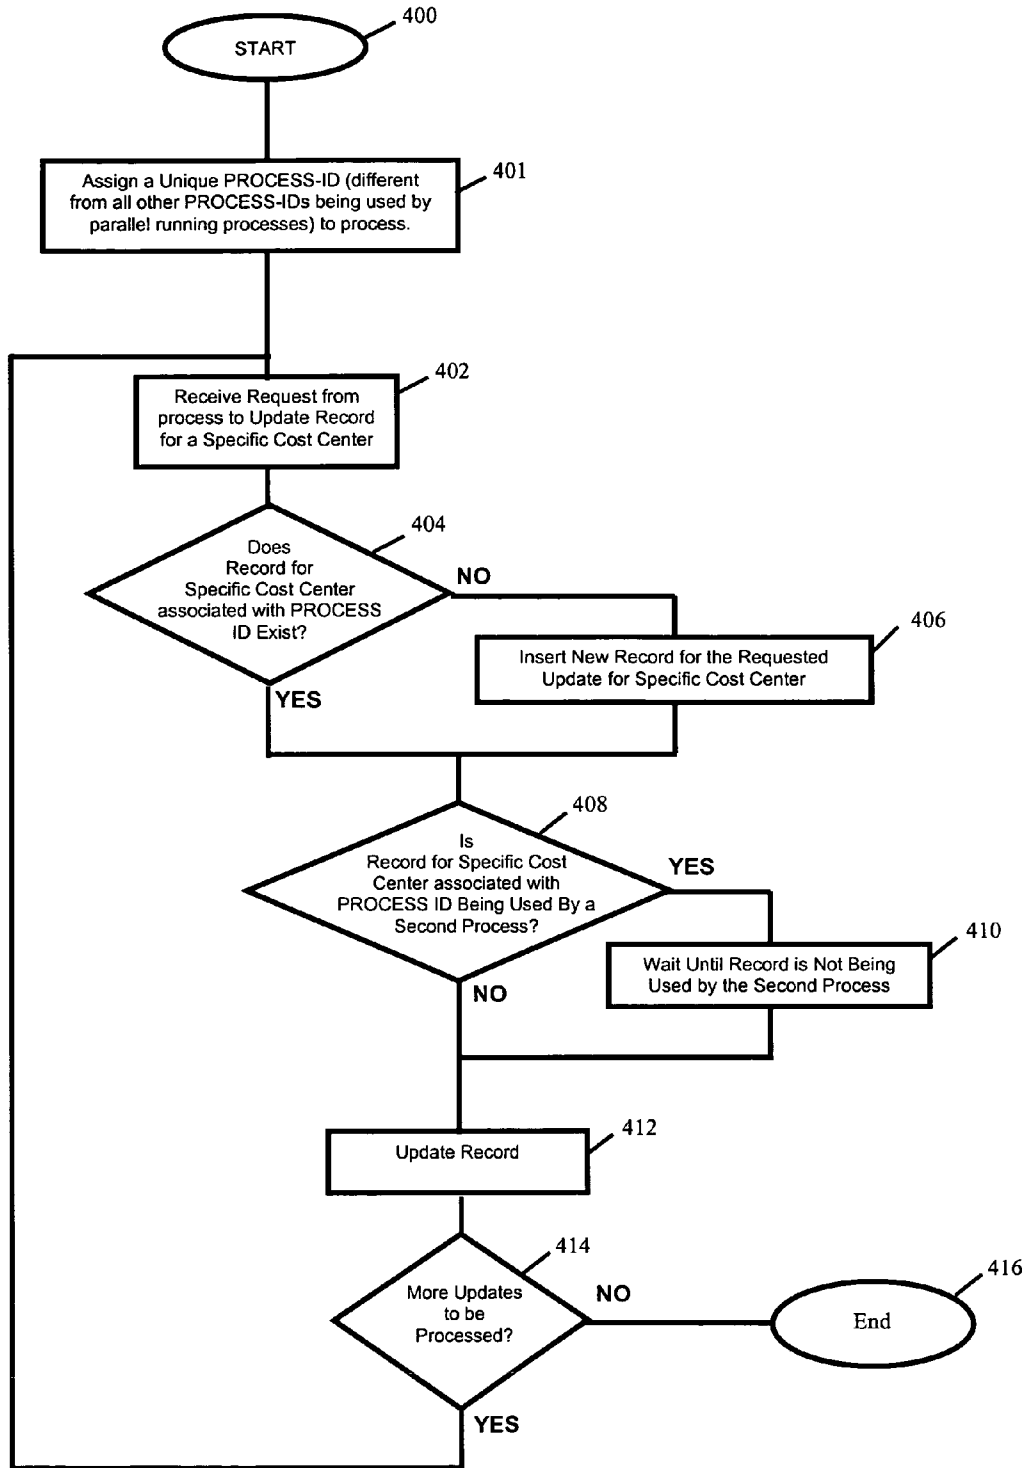 400
START
401
Assign a Unique PROCESS-ID (different
from all other PROCESS-IDs being used by
parallel running processes) to process.
402
Receive Request from
process to Update Record
for a Specific Cost Center
404
Does
Record for
Specific Cost Center
associated with PROCESS
ID Exist?
NO
406
Insert New Record for the Requested
Update for Specific Cost Center
YES
408
Is
Record for Specific Cost
Center associated with
PROCESS ID Being Used By a
Second Process?
YES
410
Wait Until Record is Not Being
Used by the Second Process
NO
412
Update Record
414
More Updates
to be
Processed?
NO
416
End
YES